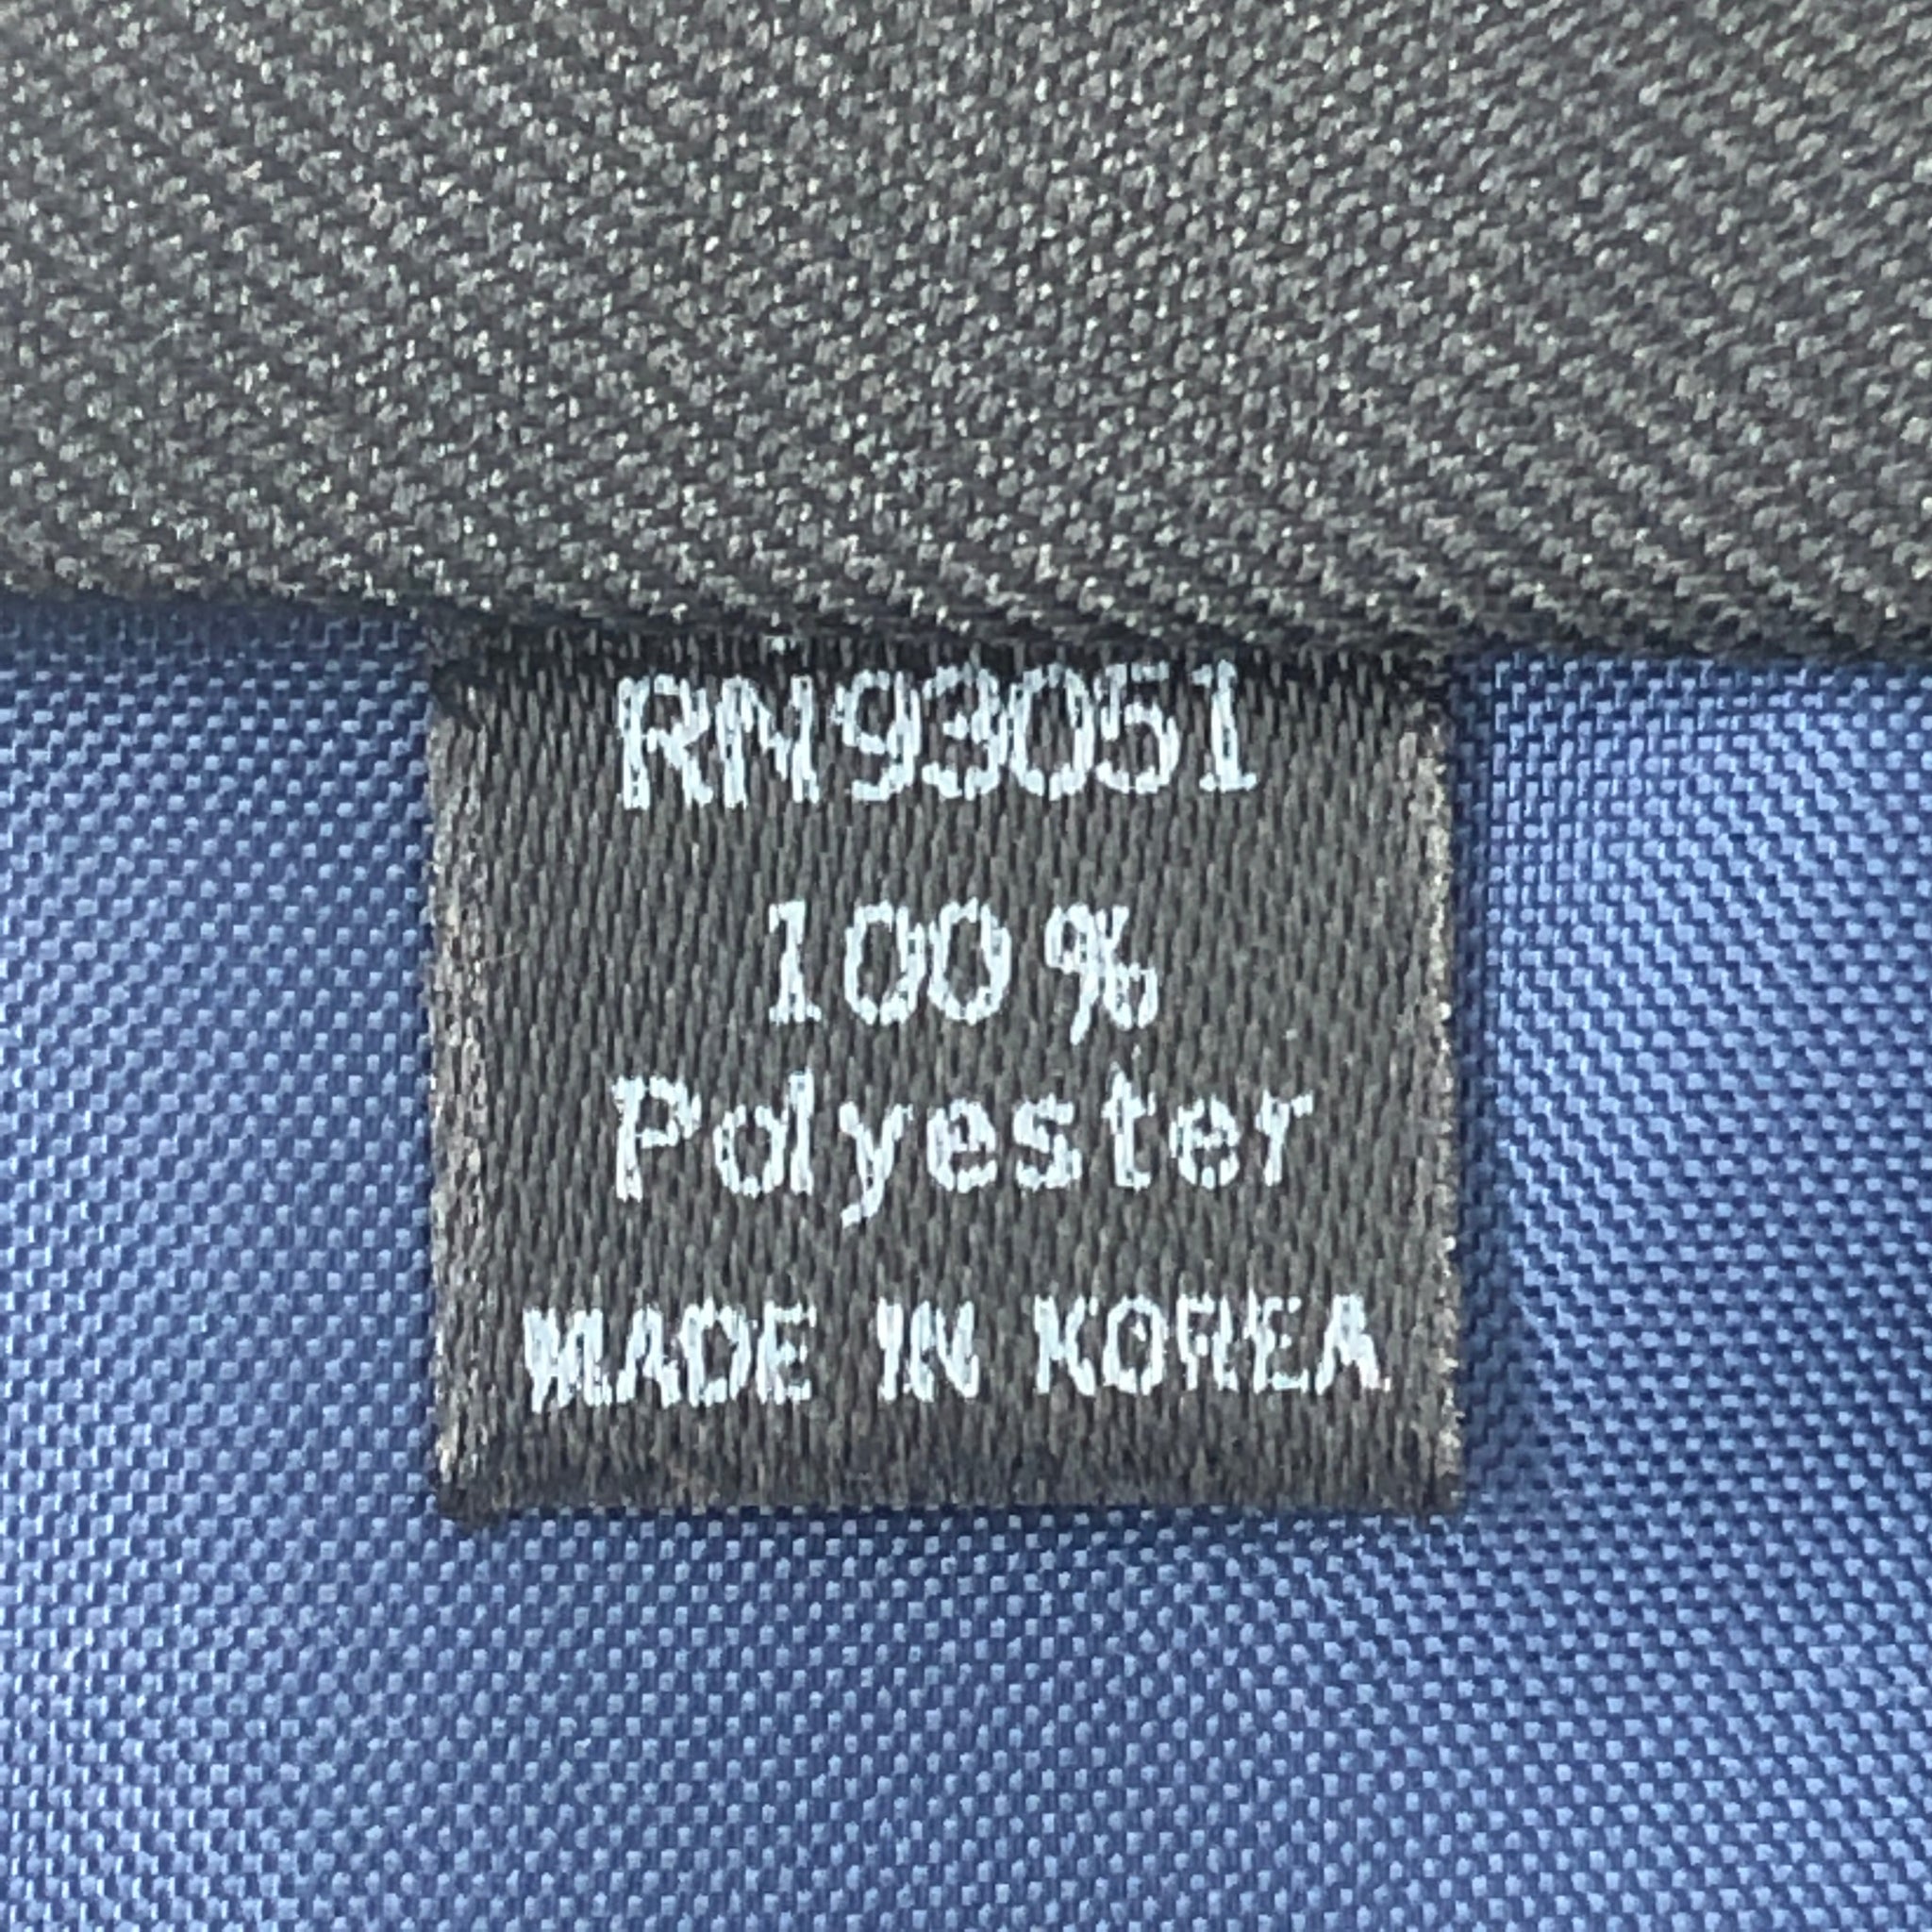 RN93051
100%
Polyester
MADE IN KOREA